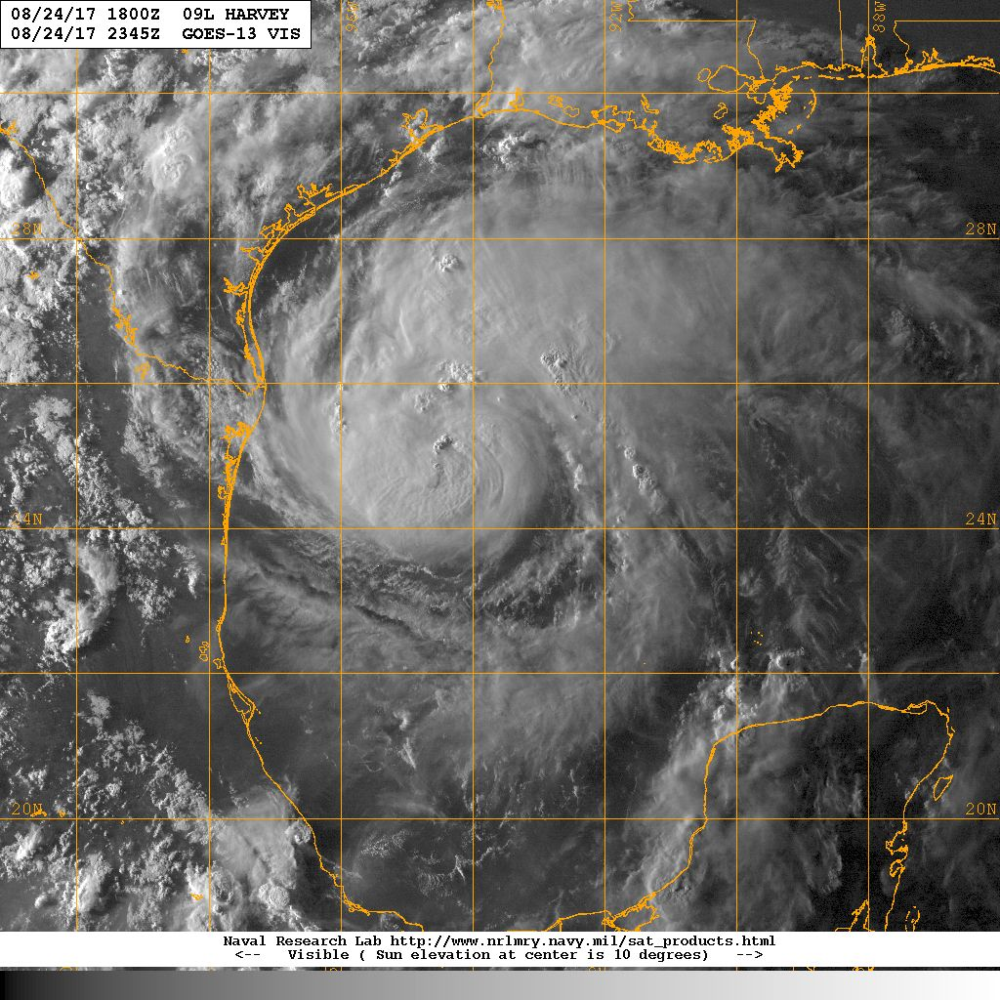 08/24/17 1800Z 09L HARVEY
08/24/17 2345Z GOES-13 VIS
96W 92W 88W
28N 28N
24N 24N
20N 20N
Naval Research Lab http://www.nrlmry.navy.mil/sat_products.html
<-- Visible ( Sun elevation at center is 10 degrees) -->